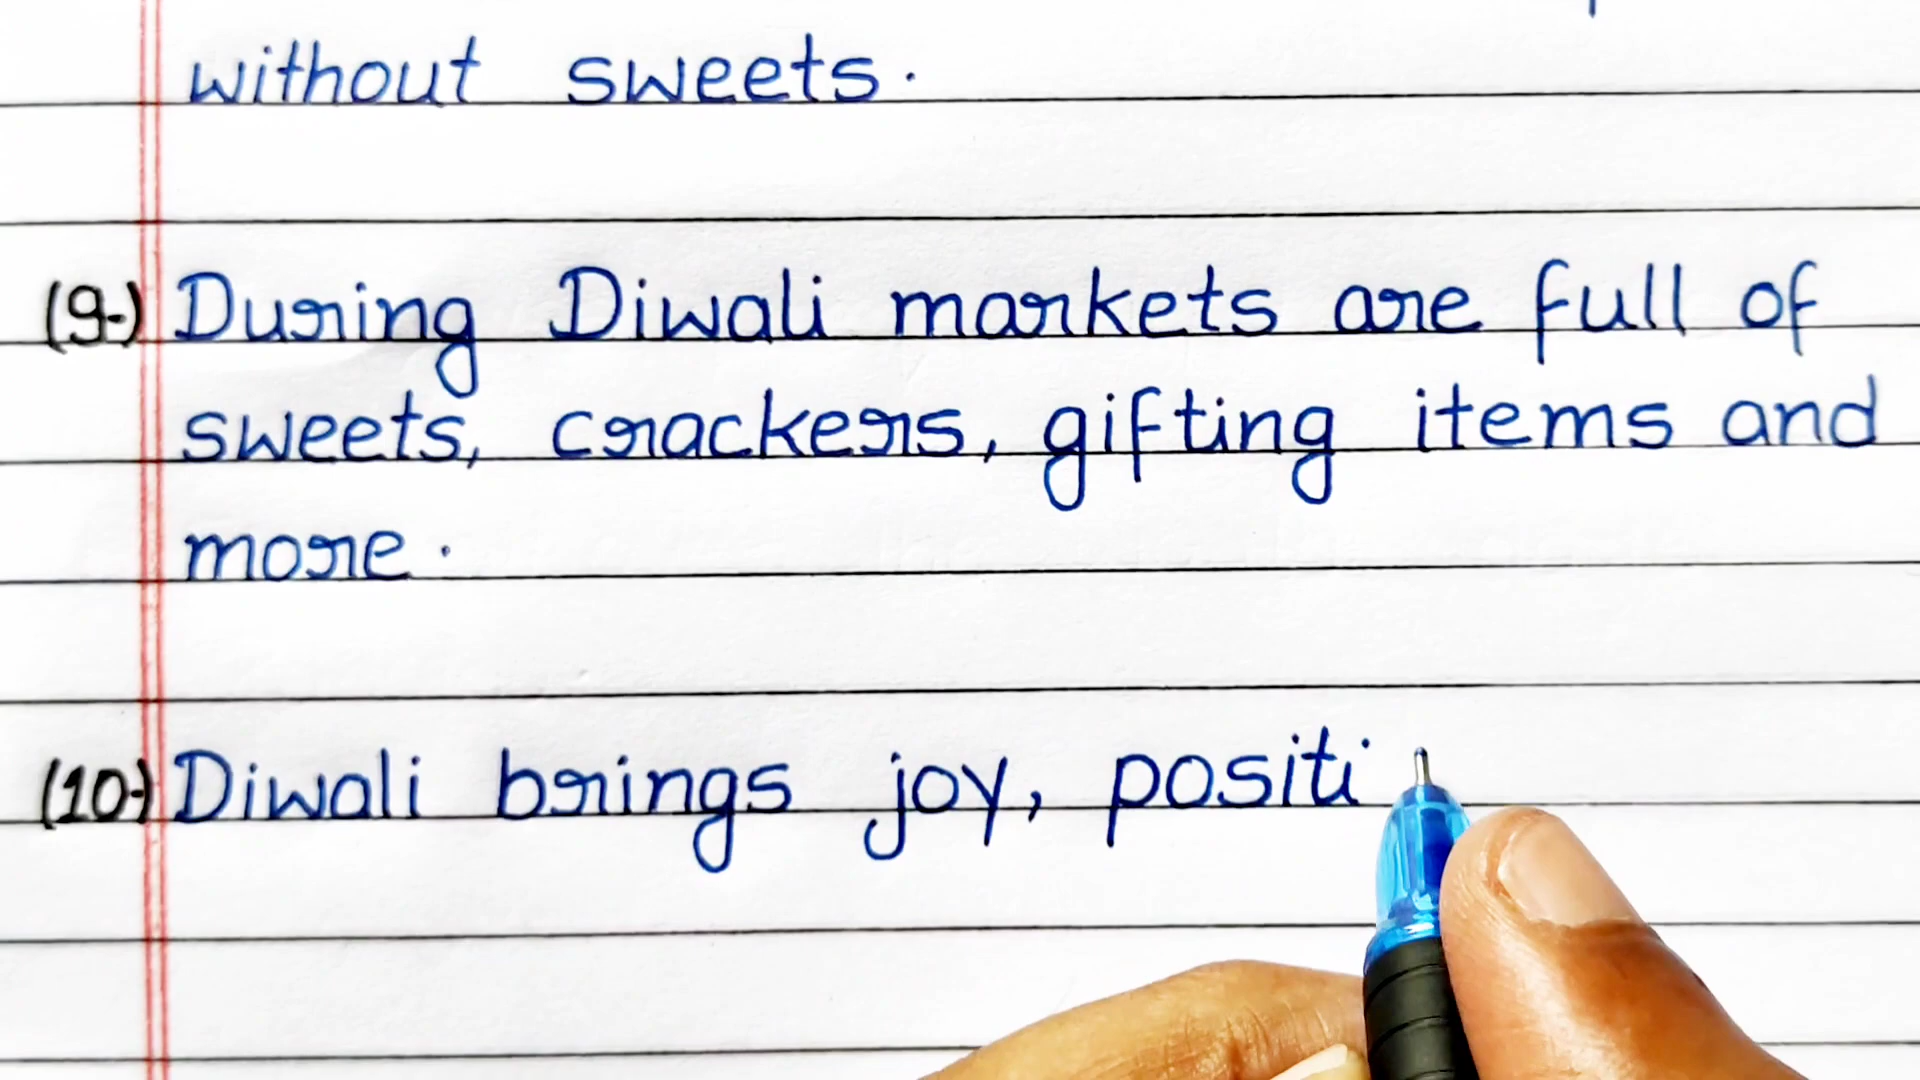 without sweets.
(9.) During Diwali markets are full of
sweets, crackers, gifting items and
more.
(10.) Diwali brings joy, positi